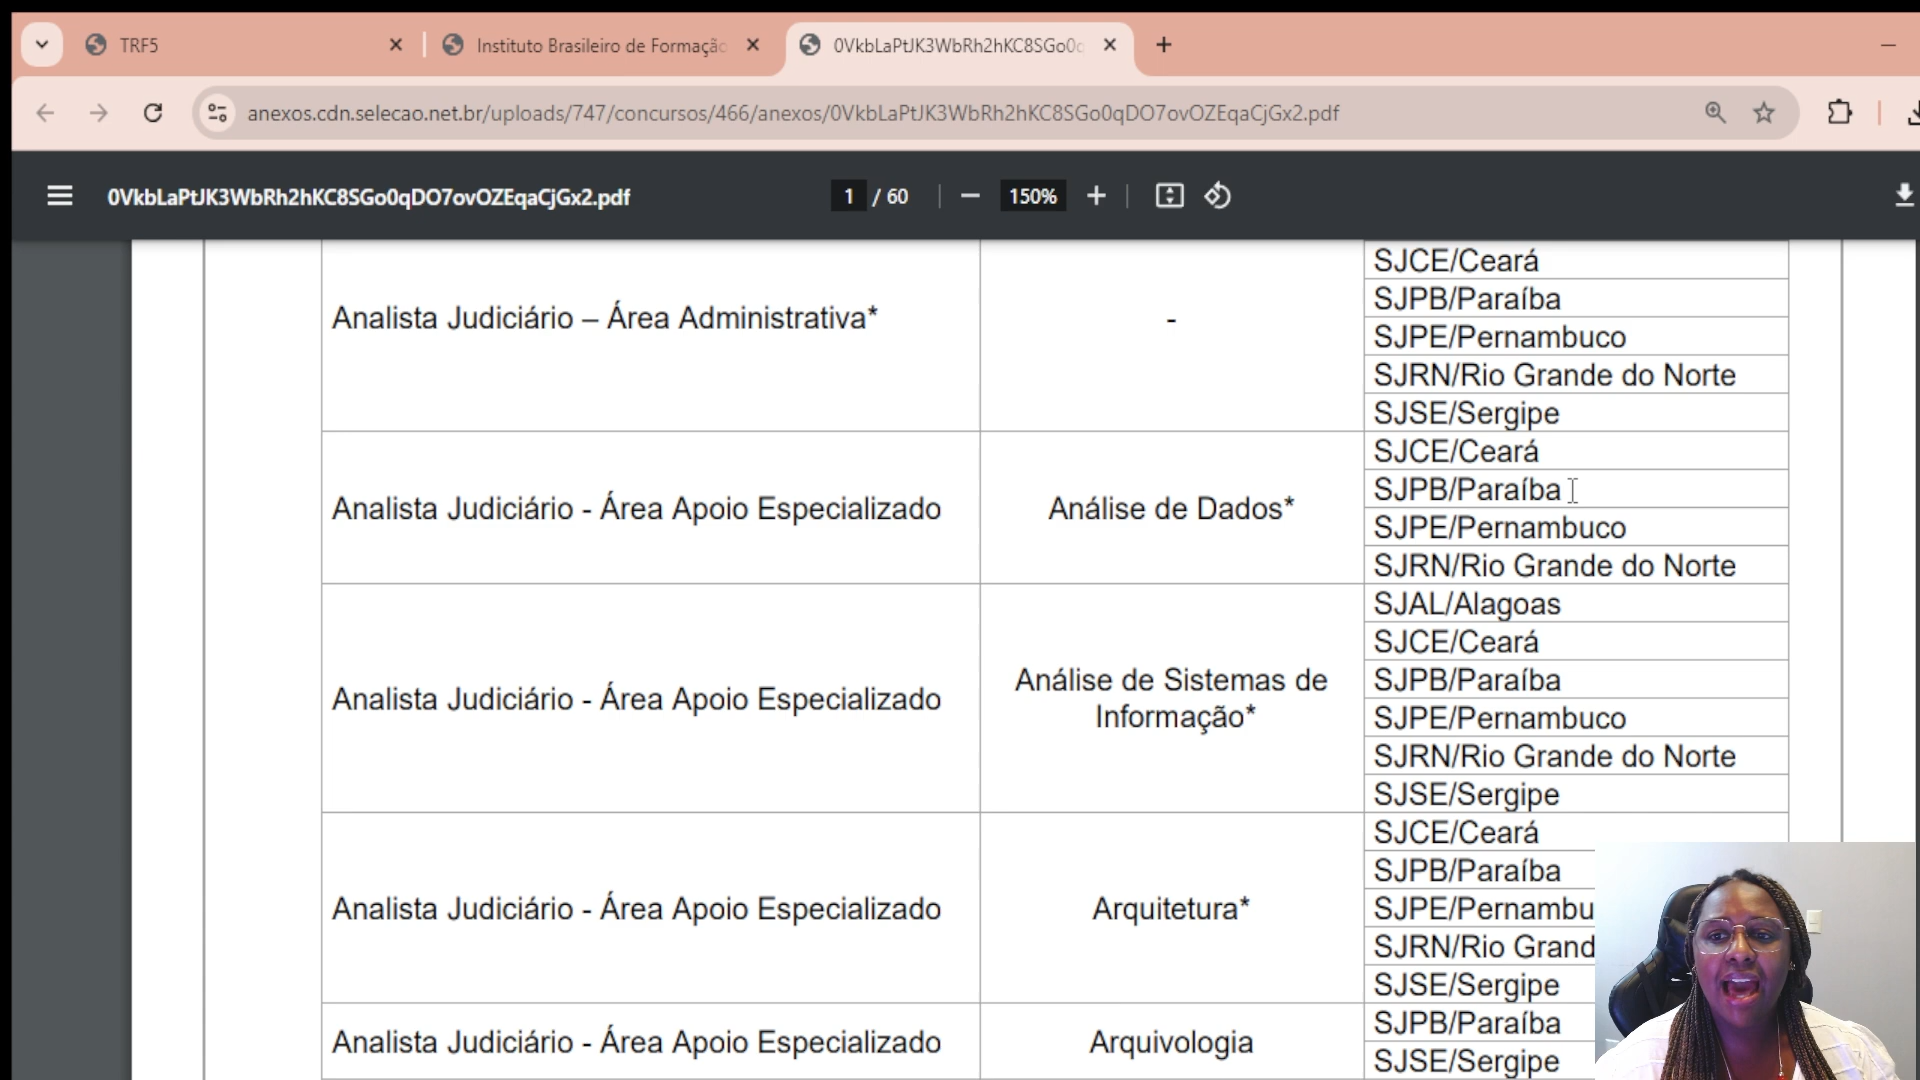 TRF5
Instituto Brasileiro de Formação
0VkbLaPtJK3WbRh2hKC8SGo0q
anexos.cdn.selecao.net.br/uploads/747/concursos/466/anexos/0VkbLaPtJK3WbRh2hKC8SGo0qDO7ovOZEqaCjGx2.pdf
0VkbLaPtJK3WbRh2hKC8SGo0qDO7ovOZEqaCjGx2.pdf
1 / 60
150%
Analista Judiciário – Área Administrativa*
-
SJCE/Ceará
SJPB/Paraíba
SJPE/Pernambuco
SJRN/Rio Grande do Norte
SJSE/Sergipe
Analista Judiciário - Área Apoio Especializado
Análise de Dados*
SJCE/Ceará
SJPB/Paraíba
SJPE/Pernambuco
SJRN/Rio Grande do Norte
Analista Judiciário - Área Apoio Especializado
Análise de Sistemas de
Informação*
SJAL/Alagoas
SJCE/Ceará
SJPB/Paraíba
SJPE/Pernambuco
SJRN/Rio Grande do Norte
SJSE/Sergipe
Analista Judiciário - Área Apoio Especializado
Arquitetura*
SJCE/Ceará
SJPB/Paraíba
SJPE/Pernambu
SJRN/Rio Grand
SJSE/Sergipe
Analista Judiciário - Área Apoio Especializado
Arquivologia
SJPB/Paraíba
SJSE/Sergipe